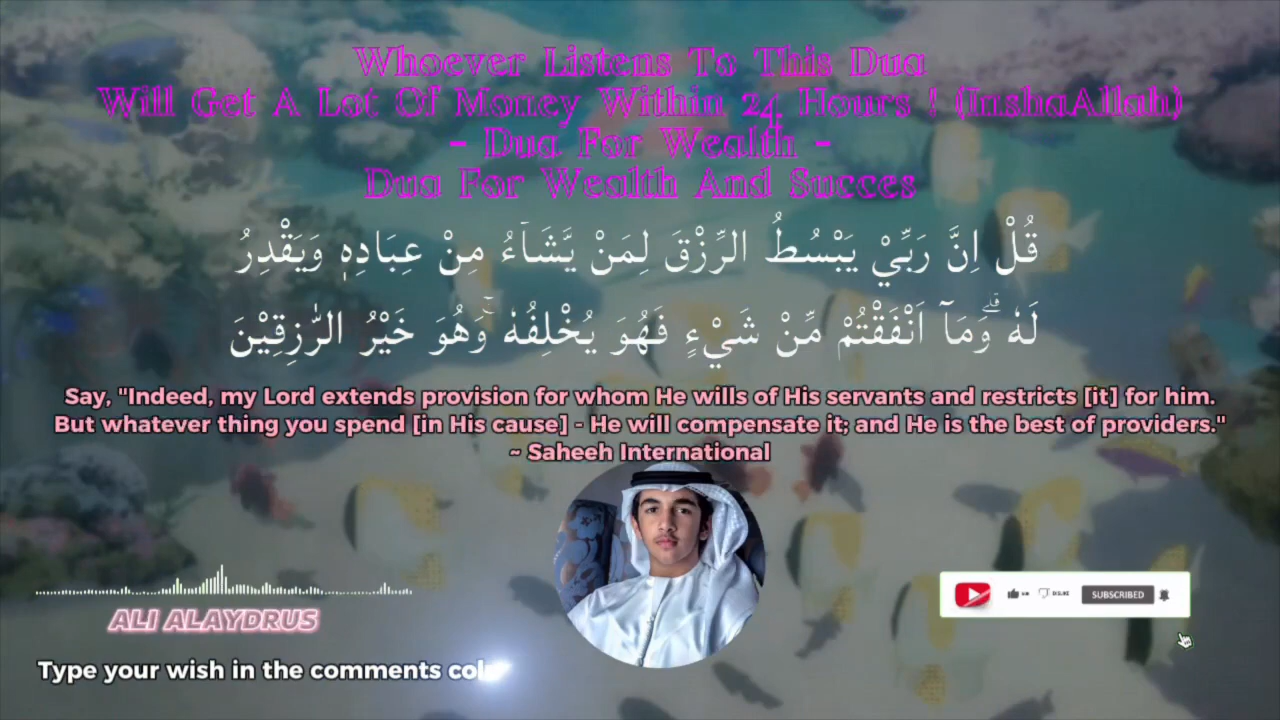 Whoever Listens To This Dua
Will Get A Lot Of Money Within 24 Hours ! (InshaAllah)
- Dua For Wealth -
Dua For Wealth And Succes
قُلْ اِنَّ رَبِّيْ يَبْسُطُ الرِّزْقَ لِمَنْ يَّشَاۤءُ مِنْ عِبَادِهٖ وَيَقْدِرُ
لَهٗ ۗوَمَآ اَنْفَقْتُمْ مِّنْ شَيْءٍ فَهُوَ يُخْلِفُهٗ ۚوَهُوَ خَيْرُ الرّٰزِقِيْنَ
Say, "Indeed, my Lord extends provision for whom He wills of His servants and restricts [it] for him.
But whatever thing you spend [in His cause] - He will compensate it; and He is the best of providers."
~ Saheeh International
SUBSCRIBED
ALI ALAYDRUS
Type your wish in the comments col